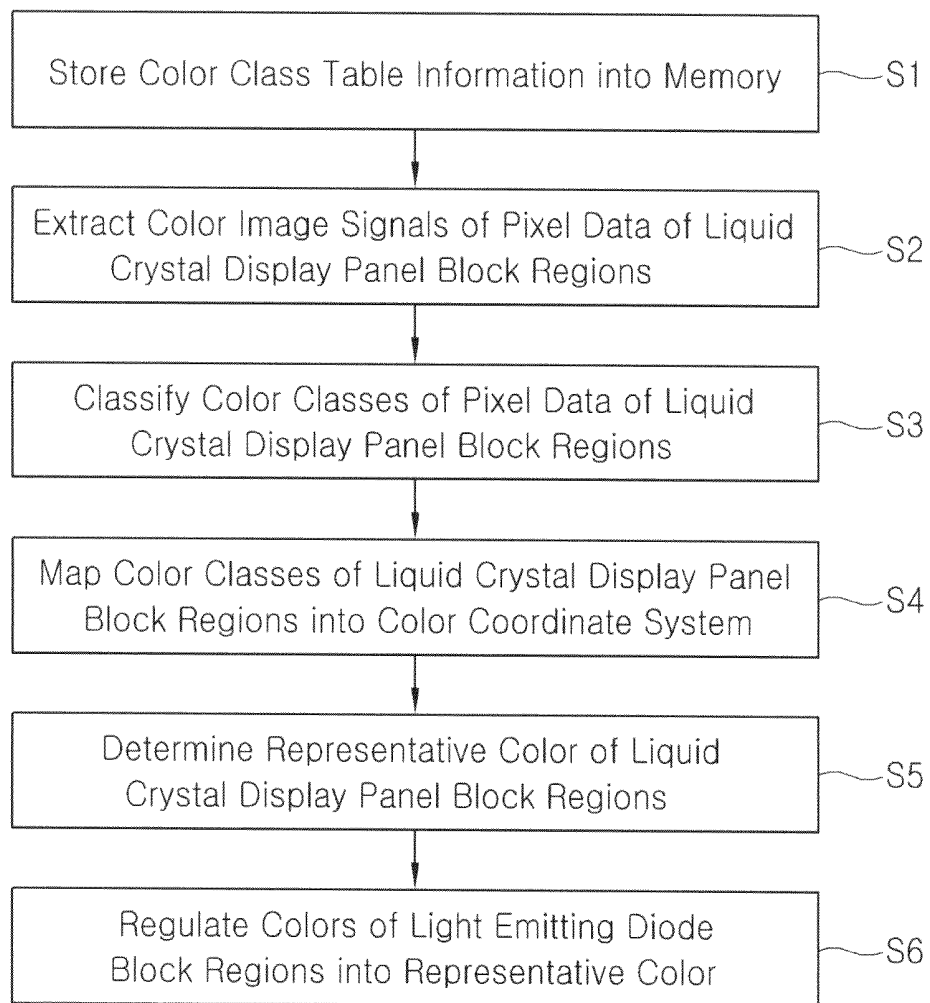 Store Color Class Table Information into Memory
S1
Extract Color Image Signals of Pixel Data of Liquid
Crystal Display Panel Block Regions
S2
Classify Color Classes of Pixel Data of Liquid
Crystal Display Panel Block Regions
S3
Map Color Classes of Liquid Crystal Display Panel
Block Regions into Color Coordinate System
S4
Determine Representative Color of Liquid
Crystal Display Panel Block Regions
S5
Regulate Colors of Light Emitting Diode
Block Regions into Representative Color
S6